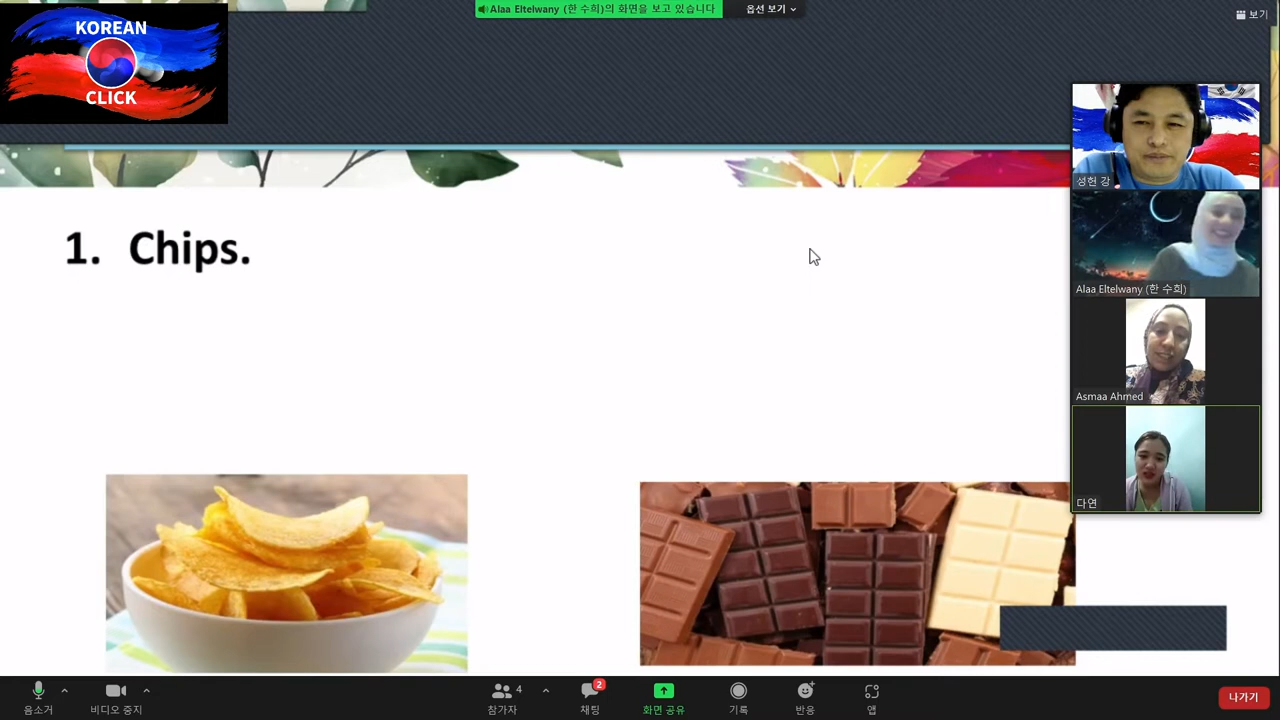 Alaa Eltelwany (한 수희)의 화면을 보고 있습니다
옵션 보기
보기
KOREAN
CLICK
성헌 강
1. Chips.
Alaa Eltelwany (한 수희)
Asmaa Ahmed
다연
음소거
비디오 중지
4
참가자
2
채팅
화면 공유
기록
반응
앱
나가기